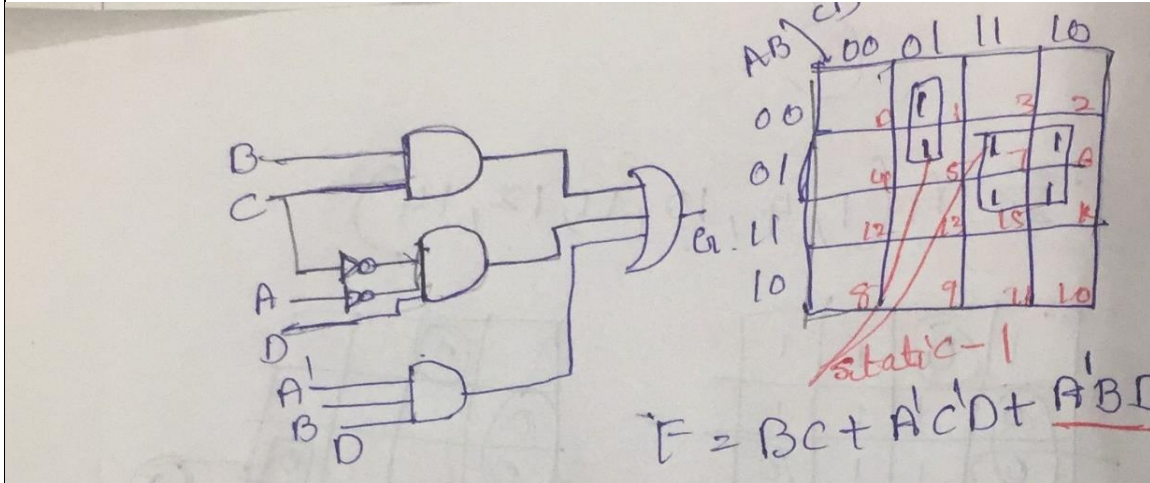 B
C
A
D
A'
B
D
G
AB CD
00 01 11 10
00 0 1 1 3 2
01 4 1 5 1 7 1 6
11 12 13 1 15 1
10 8 9 11 10
static-1
F = BC + A'C'D + A'BD